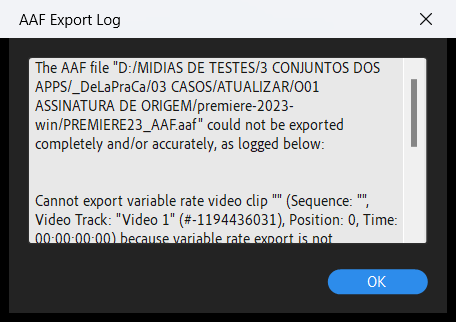 AAF Export Log
The AAF file "D:/MIDIAS DE TESTES/3 CONJUNTOS DOS
APPS/_DeLaPraCa/03 CASOS/ATUALIZAR/O01
ASSINATURA DE ORIGEM/premiere-2023-
win/PREMIERE23_AAF.aaf" could not be exported
completely and/or accurately, as logged below:
Cannot export variable rate video clip "" (Sequence: "",
Video Track: "Video 1" (#-1194436031), Position: 0, Time:
00:00:00:00) because variable rate export is not
OK